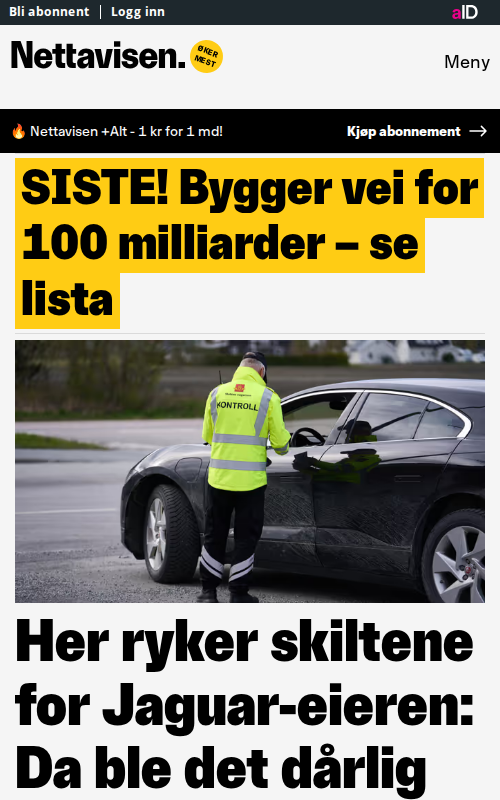 Bli abonnent | Logg inn
aID
Nettavisen.
ØKER
MEST
Meny
🔥 Nettavisen +Alt - 1 kr for 1 md!
Kjøp abonnement →
SISTE! Bygger vei for
100 milliarder – se
lista
KONTROLL
Her ryker skiltene
for Jaguar-eieren:
Da ble det dårlig